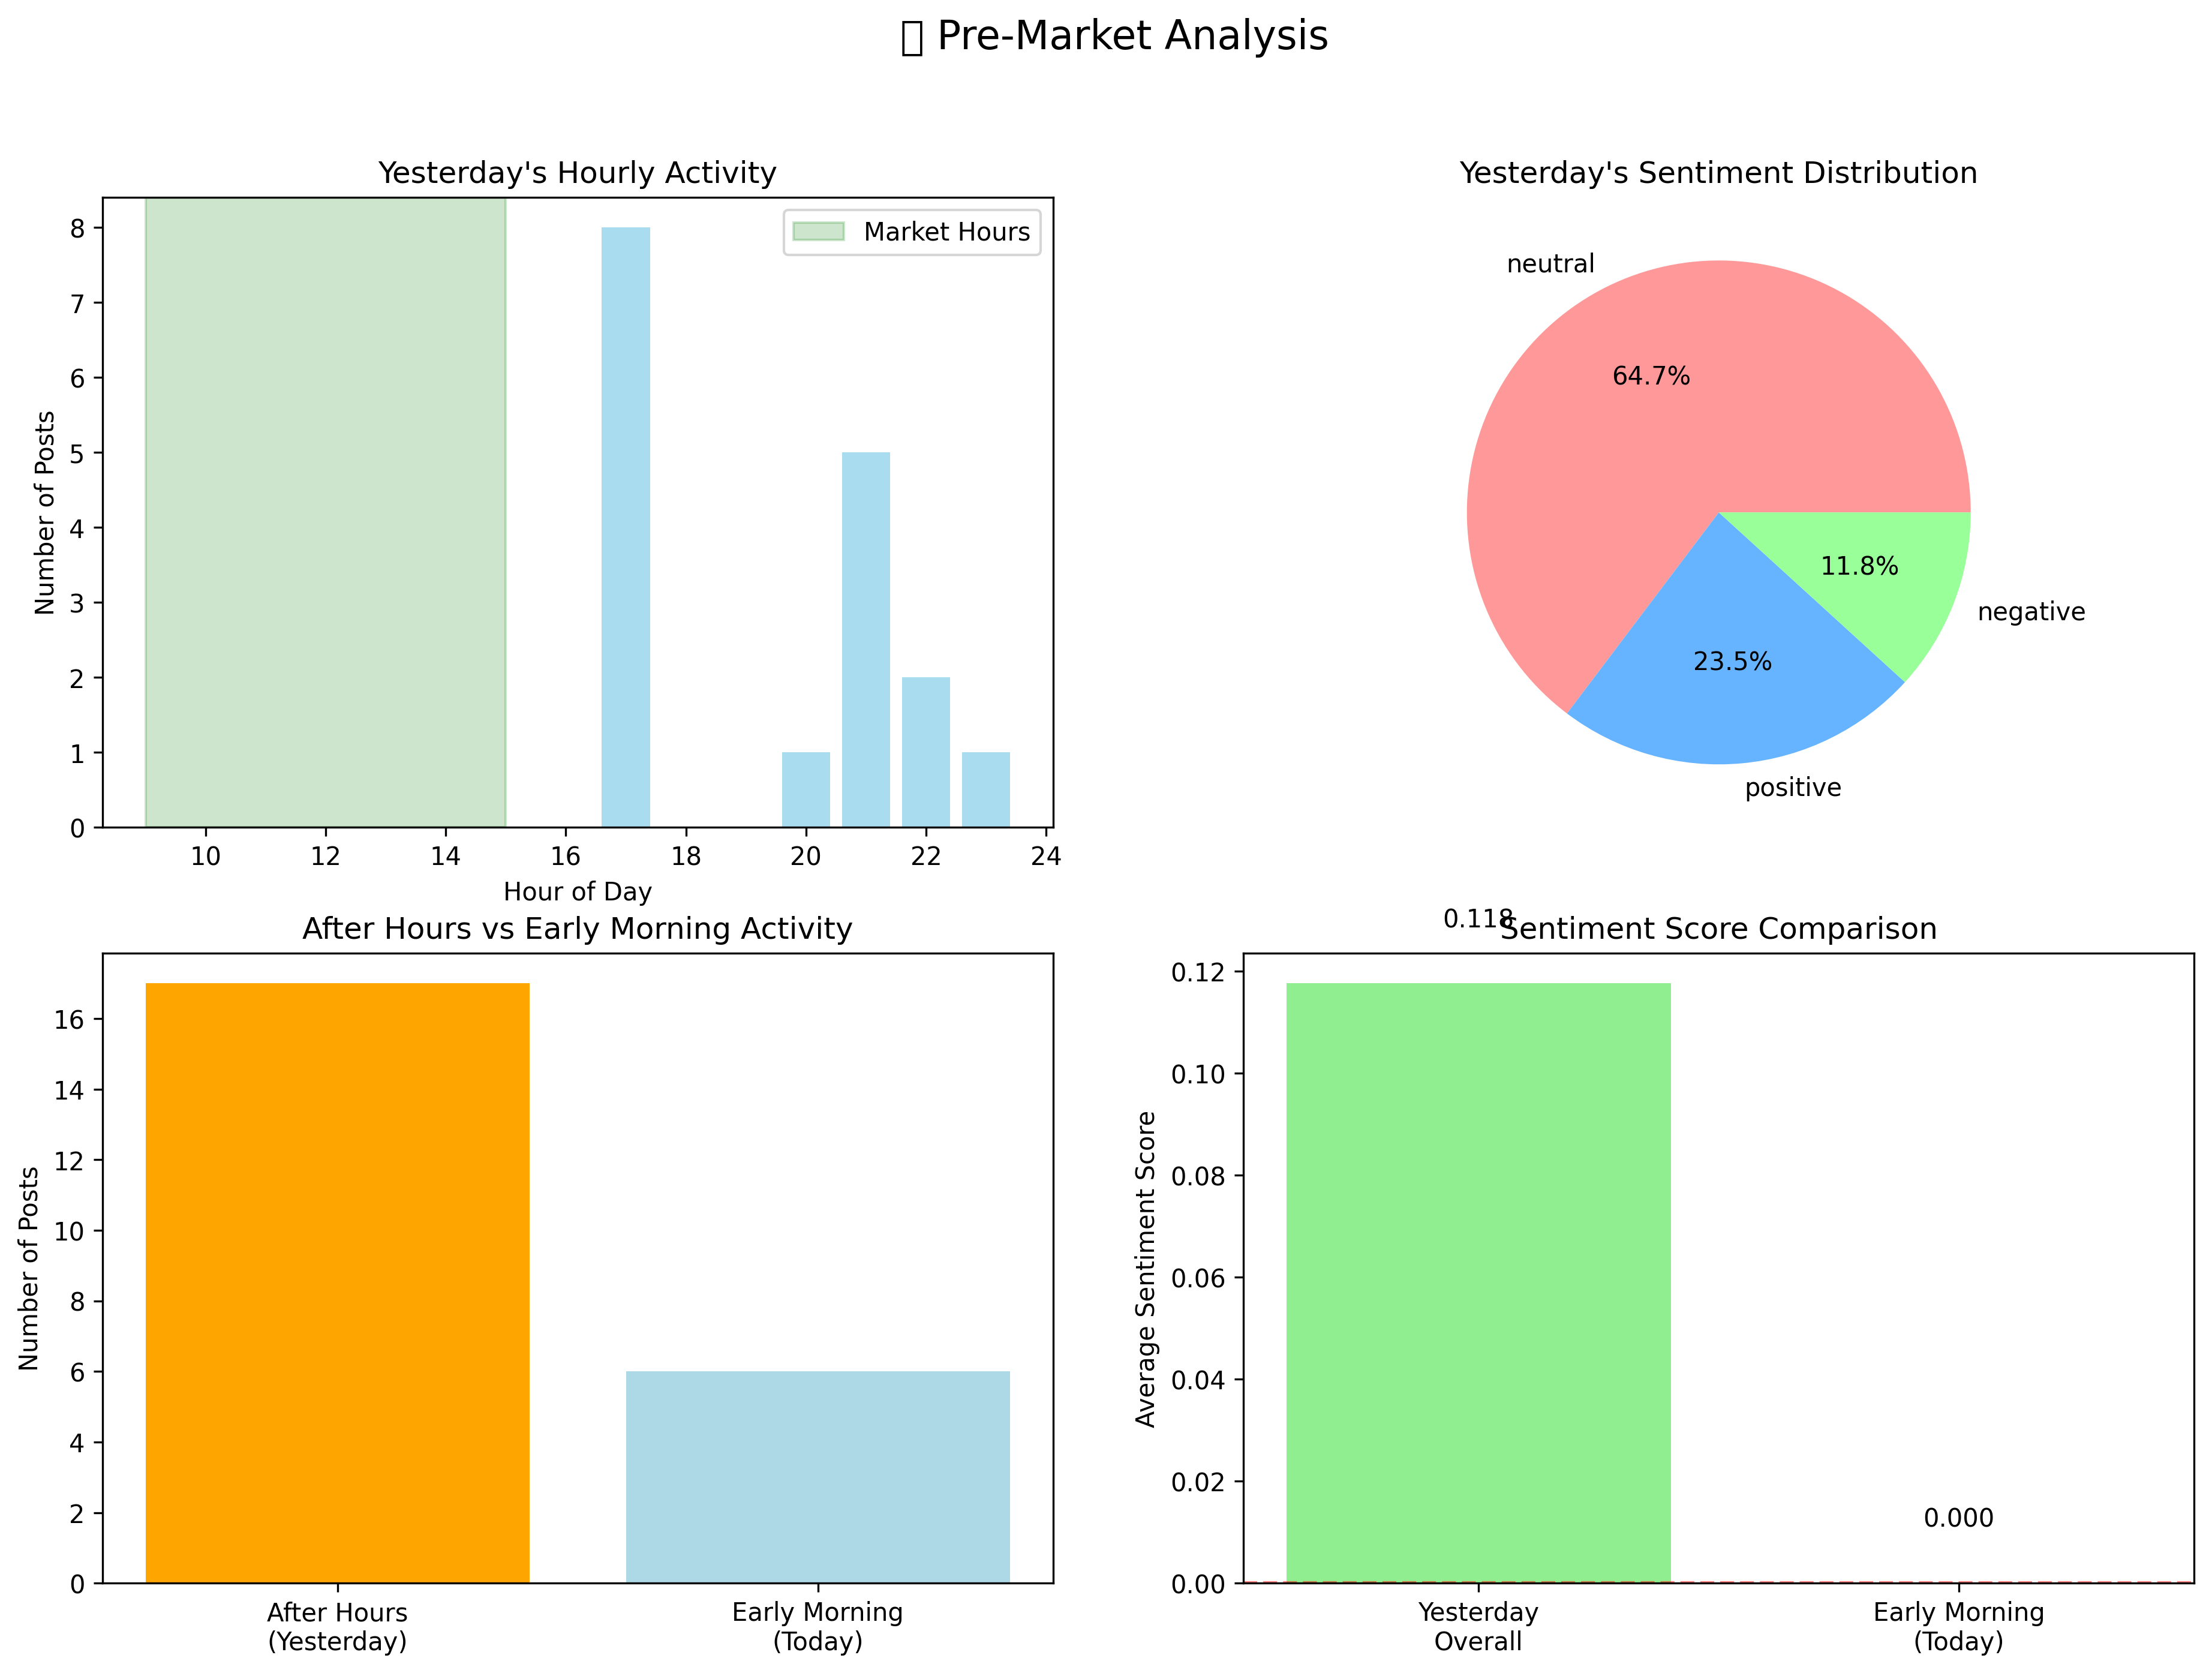 Pre-Market Analysis
Yesterday's Hourly Activity
Market Hours
Number of Posts
8
7
6
5
4
3
2
1
0
10 12 14 16 18 20 22 24
Hour of Day
Yesterday's Sentiment Distribution
neutral
64.7%
11.8%
negative
23.5%
positive
After Hours vs Early Morning Activity
Number of Posts
16
14
12
10
8
6
4
2
0
After Hours
(Yesterday)
Early Morning
(Today)
0.118
Sentiment Score Comparison
Average Sentiment Score
0.12
0.10
0.08
0.06
0.04
0.02
0.00
0.000
Yesterday
Overall
Early Morning
(Today)